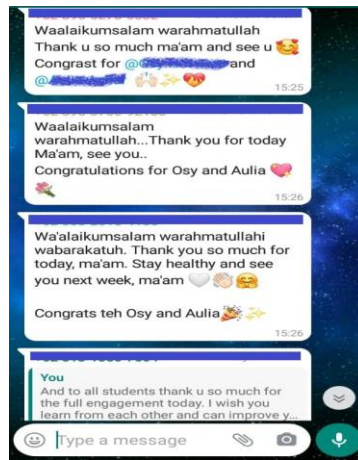 Waalaikumsalam warahmatullah
Thank u so much ma'am and see u 🥰
Congrast for @ and
@ 🙌🏻✨💝
15:25
Waalaikumsalam
warahmatullah...Thank you for today
Ma'am, see you..
Congratulations for Osy and Aulia 💖
💐
15:26
Wa'alaikumsalam warahmatullahi
wabarakatuh. Thank you so much for
today, ma'am. Stay healthy and see
you next week, ma'am 🤍👏🏻🤗
Congrats teh Osy and Aulia🎉✨
15:26
You
And to all students thank u so much for
the full engagement today. I wish you
learn from each other and can improve y...
Type a message